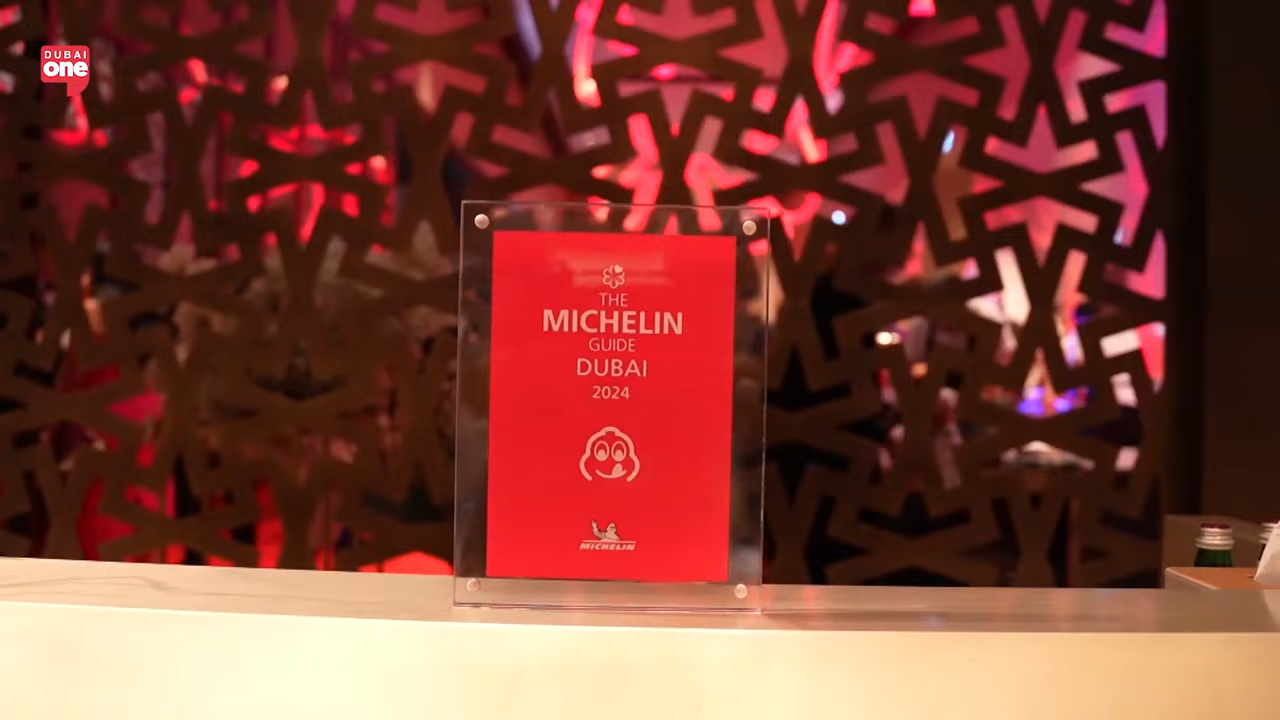 DUBAI
one
THE
MICHELIN
GUIDE
DUBAI
2024
MICHELIN